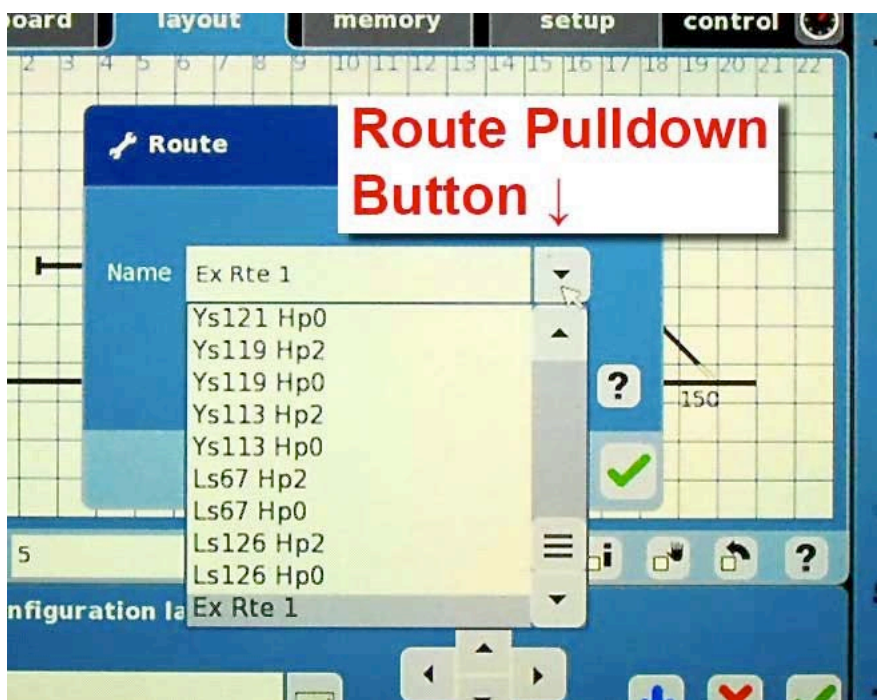 oard layout memory setup control
2 3 4 5 6 7 8 9 10 11 12 13 14 15 16 17 18 19 20 21 22
Route
Route Pulldown
Button ↓
Name Ex Rte 1
Ys121 Hp0
Ys119 Hp2
Ys119 Hp0
?
Ys113 Hp2
150
Ys113 Hp0
Ls67 Hp2
Ls67 Hp0
Ls126 Hp2
5
i
?
Ls126 Hp0
nfiguration la
Ex Rte 1